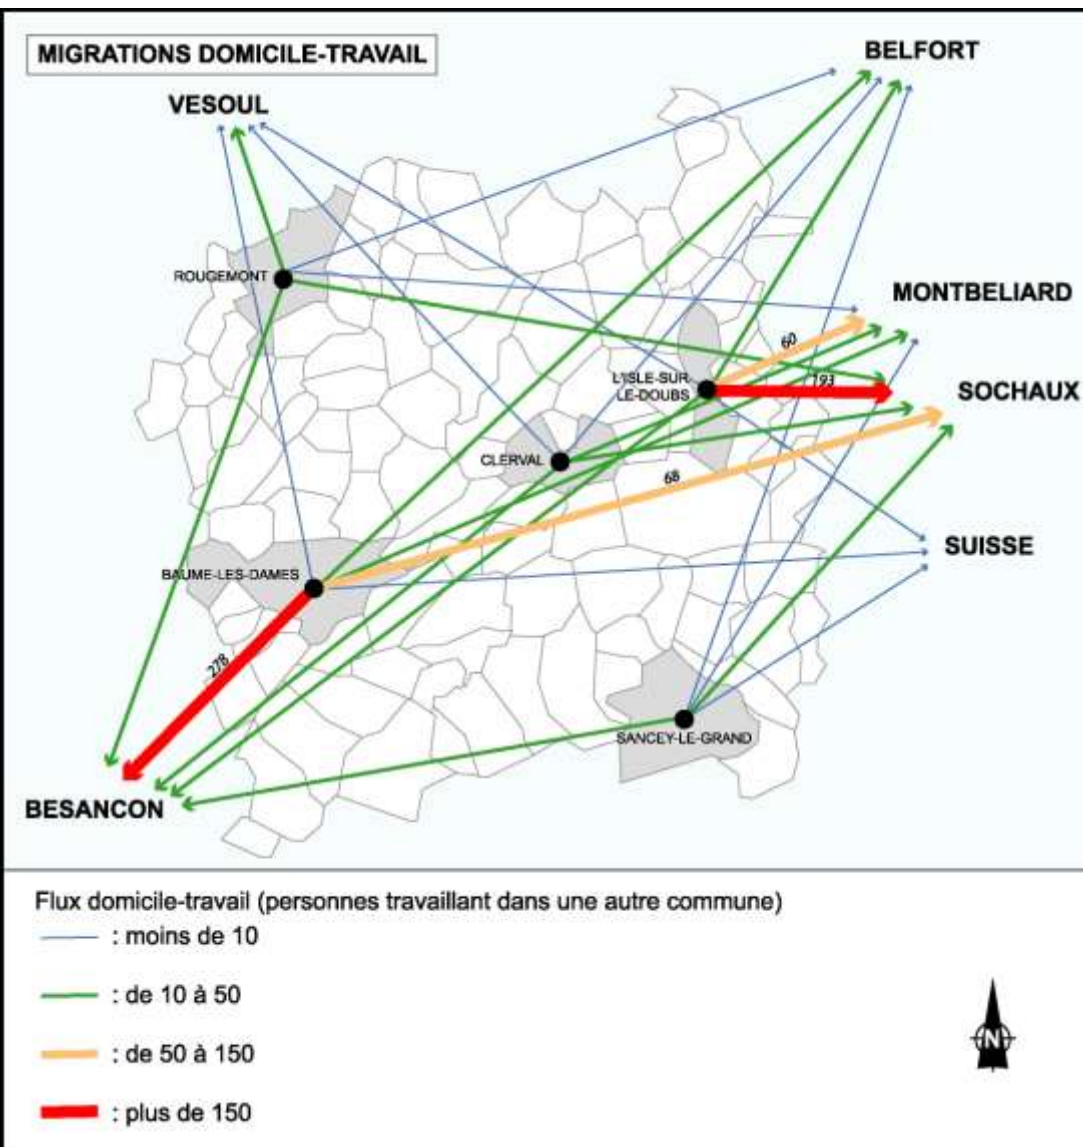 MIGRATIONS DOMICILE-TRAVAIL
BELFORT
VESOUL
ROUGEMONT
MONTBELIARD
60
L'ISLE-SUR
LE-DOUBS
193
SOCHAUX
CLERVAL
68
SUISSE
BAUME-LES-DAMES
278
SANCEY-LE-GRAND
BESANCON
Flux domicile-travail (personnes travaillant dans une autre commune)
: moins de 10
: de 10 à 50
: de 50 à 150
: plus de 150
N